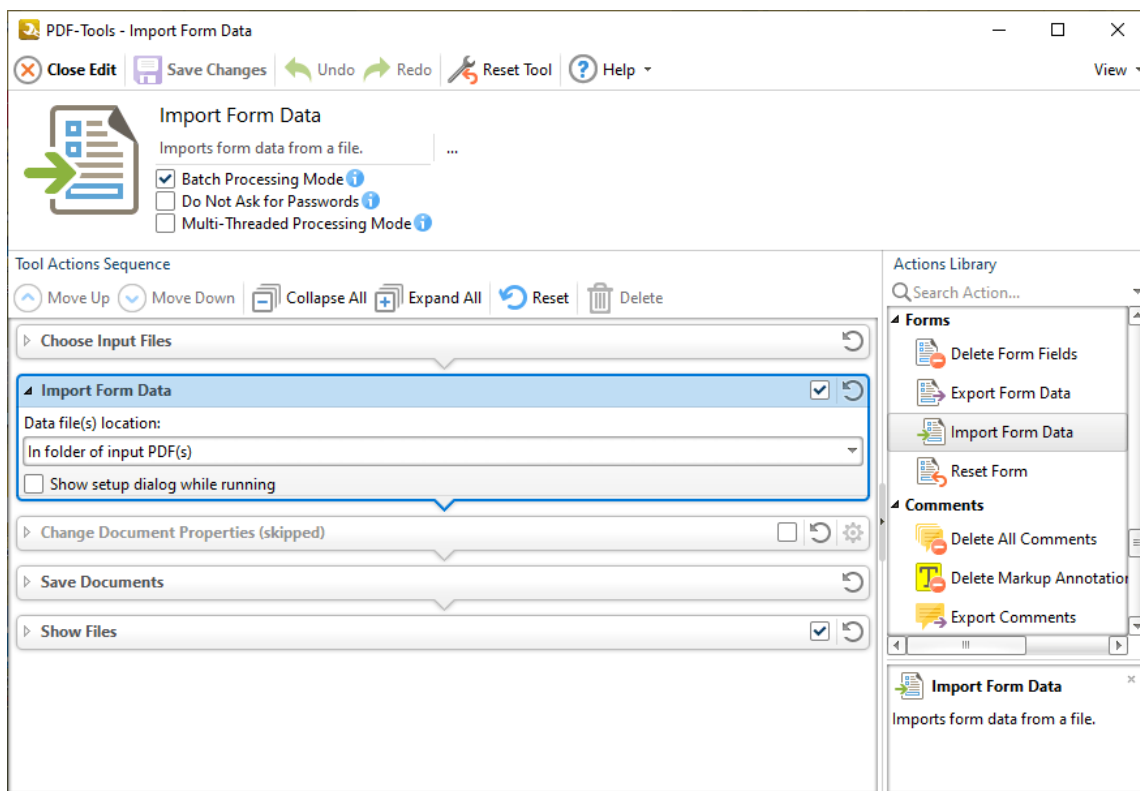 PDF-Tools - Import Form Data
Close Edit Save Changes Undo Redo Reset Tool ? Help View
Import Form Data
Imports form data from a file. ...
Batch Processing Mode i
Do Not Ask for Passwords i
Multi-Threaded Processing Mode i
Tool Actions Sequence
Move Up Move Down Collapse All Expand All Reset Delete
Choose Input Files
Import Form Data
Data file(s) location:
In folder of input PDF(s)
Show setup dialog while running
Change Document Properties (skipped)
Save Documents
Show Files
Actions Library
Search Action...
Forms
Delete Form Fields
Export Form Data
Import Form Data
Reset Form
Comments
Delete All Comments
T Delete Markup Annotation
Export Comments
Import Form Data
Imports form data from a file.